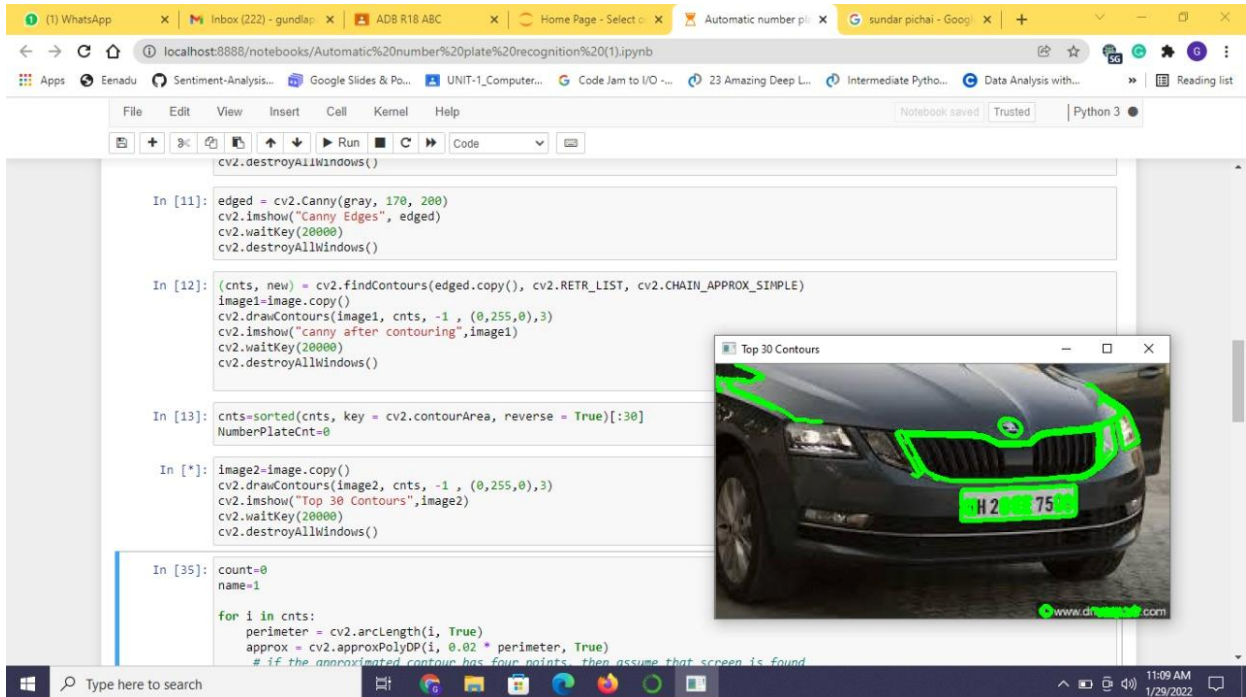 (1) WhatsApp
Inbox (222) - gundlap
ADB R18 ABC
Home Page - Select o
Automatic number pl
sundar pichai - Googl
localhost:8888/notebooks/Automatic%20number%20plate%20recognition%20(1).ipynb
Apps
Eenadu
Sentiment-Analysis...
Google Slides & Po...
UNIT-1_Computer...
Code Jam to I/O -...
23 Amazing Deep L...
Intermediate Pytho...
Data Analysis with...
»
Reading list
File Edit View Insert Cell Kernel Help
Notebook saved
Trusted
Python 3
Run
Code
cv2.destroyAllWindows()
In [11]: edged = cv2.Canny(gray, 170, 200)
cv2.imshow("Canny Edges", edged)
cv2.waitKey(20000)
cv2.destroyAllWindows()
In [12]: (cnts, new) = cv2.findContours(edged.copy(), cv2.RETR_LIST, cv2.CHAIN_APPROX_SIMPLE)
image1=image.copy()
cv2.drawContours(image1, cnts, -1 , (0,255,0),3)
cv2.imshow("canny after contouring",image1)
cv2.waitKey(20000)
cv2.destroyAllWindows()
In [13]: cnts=sorted(cnts, key = cv2.contourArea, reverse = True)[:30]
NumberPlateCnt=0
In [*]: image2=image.copy()
cv2.drawContours(image2, cnts, -1 , (0,255,0),3)
cv2.imshow("Top 30 Contours",image2)
cv2.waitKey(20000)
cv2.destroyAllWindows()
Top 30 Contours
H 2 75
.com
In [35]: count=0
name=1
for i in cnts:
perimeter = cv2.arcLength(i, True)
approx = cv2.approxPolyDP(i, 0.02 * perimeter, True)
# if the approximated contour has four points, then assume that screen is found
Type here to search
11:09 AM
1/29/2022